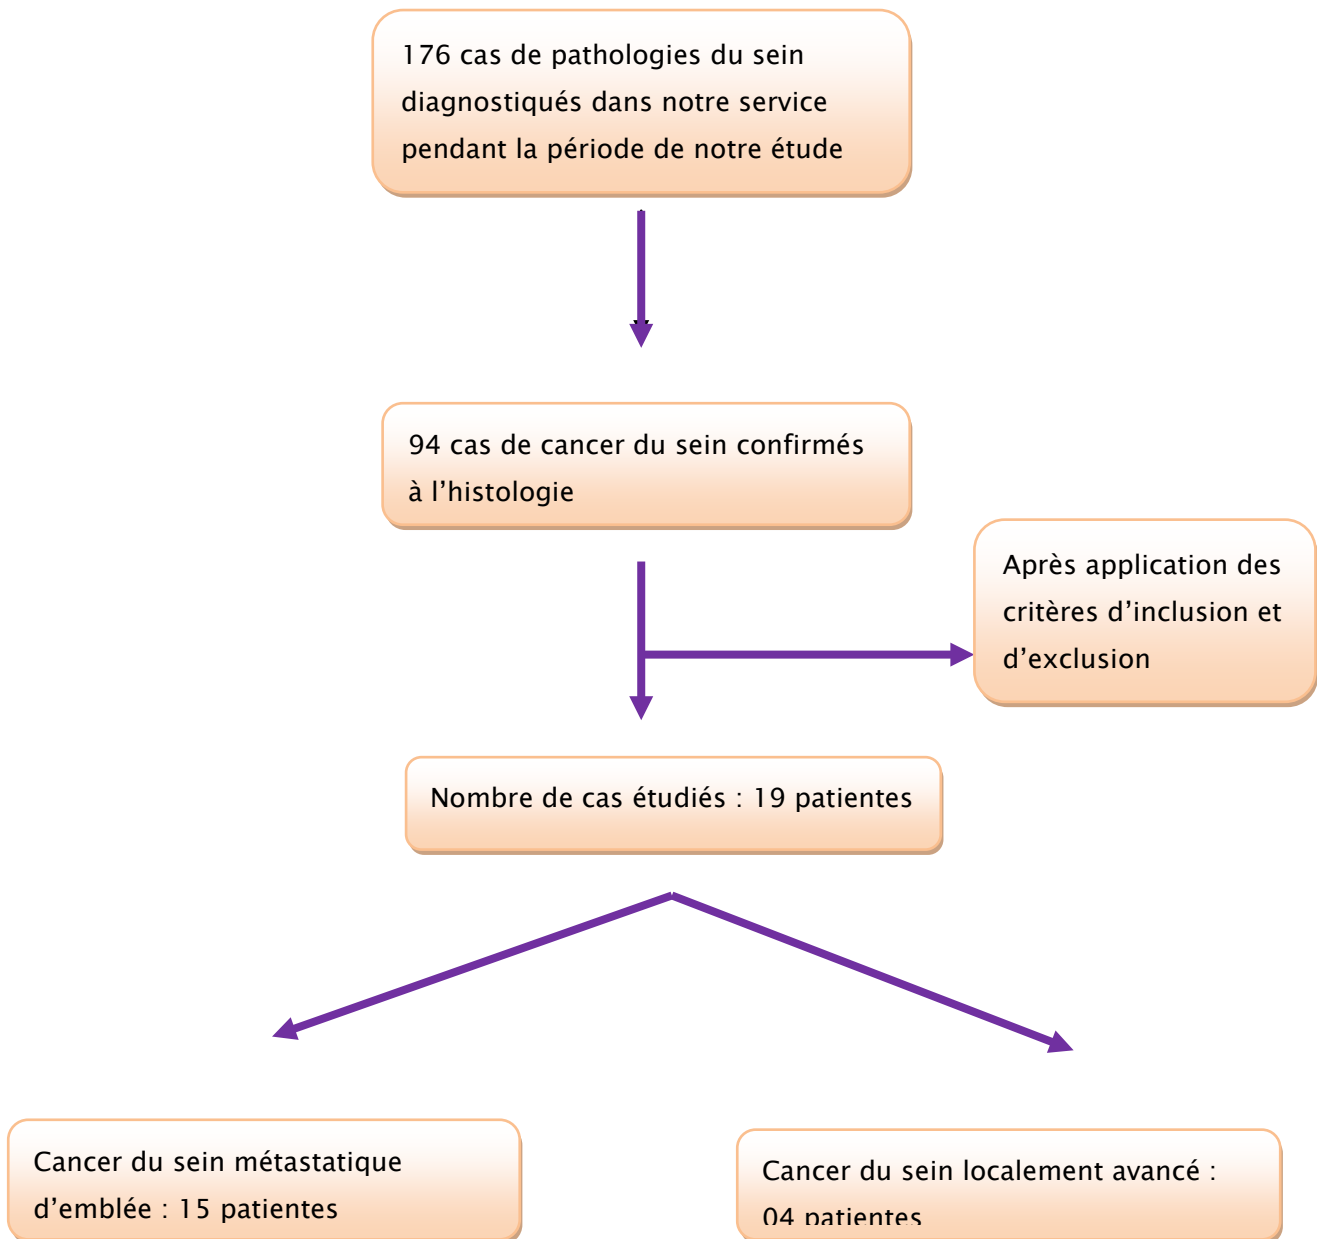 176 cas de pathologies du sein
diagnostiqués dans notre service
pendant la période de notre étude
94 cas de cancer du sein confirmés
à l’histologie
Après application des
critères d’inclusion et
d’exclusion
Nombre de cas étudiés : 19 patientes
Cancer du sein métastatique
d’emblée : 15 patientes
Cancer du sein localement avancé :
04 patientes